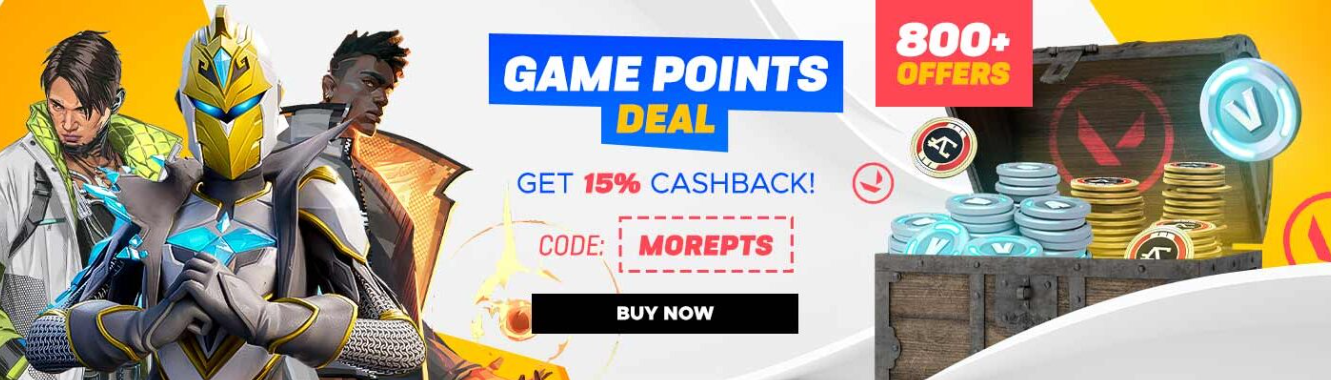 GAME POINTS
DEAL
GET 15% CASHBACK!
CODE: MOREPTS
BUY NOW
800+
OFFERS